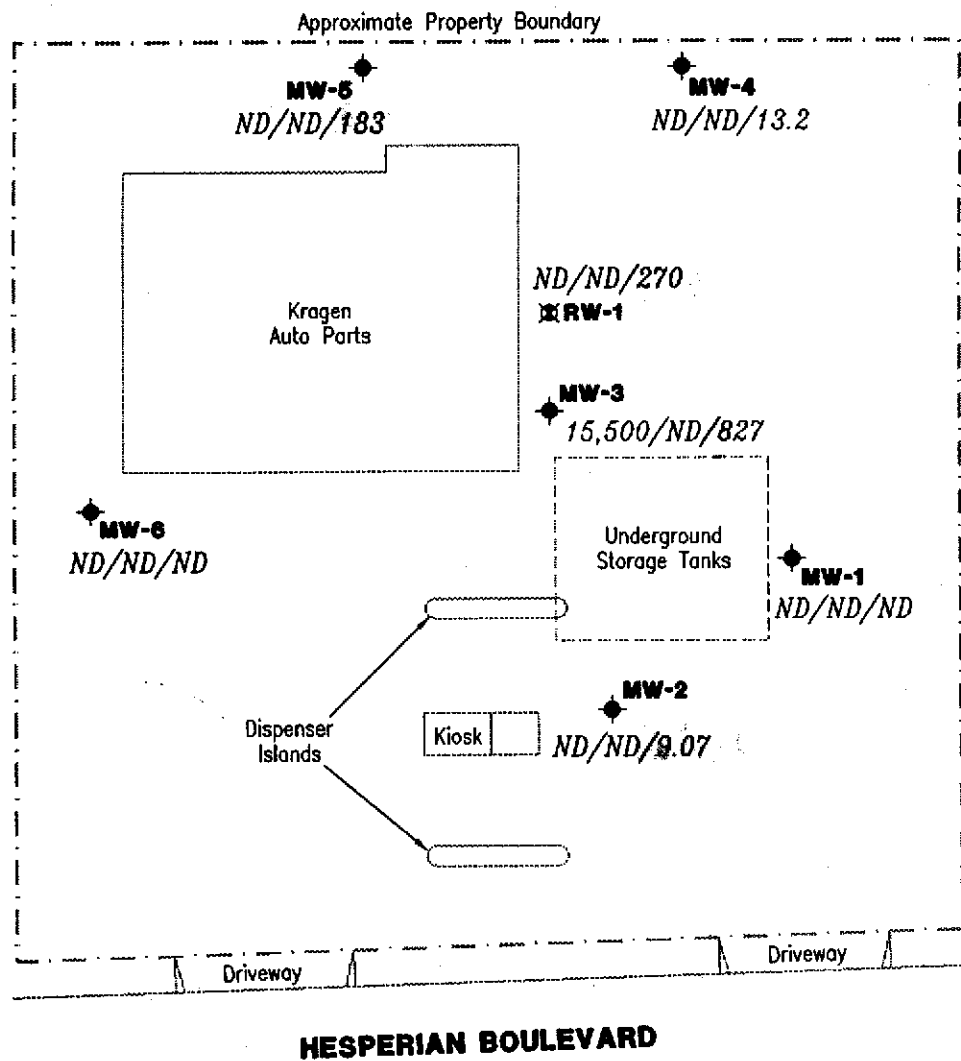 Approximate Property Boundary
MW-5
ND/ND/183
MW-4
ND/ND/13.2
ND/ND/270
RW-1
Kragen
Auto Parts
MW-3
15,500/ND/827
MW-6
ND/ND/ND
Underground
Storage Tanks
MW-1
ND/ND/ND
MW-2
ND/ND/9.07
Dispenser
Islands
Kiosk
Driveway
Driveway
HESPERIAN BOULEVARD